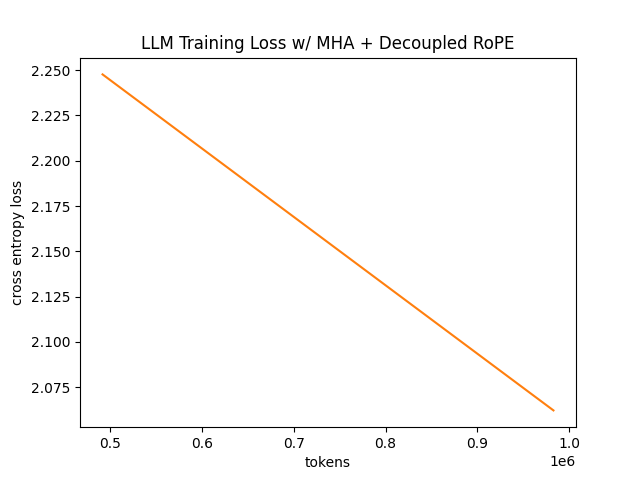 LLM Training Loss w/ MHA + Decoupled RoPE
2.250
2.225
2.200
2.175
2.150
2.125
2.100
2.075
cross entropy loss
0.5 0.6 0.7 0.8 0.9 1.0
1e6
tokens